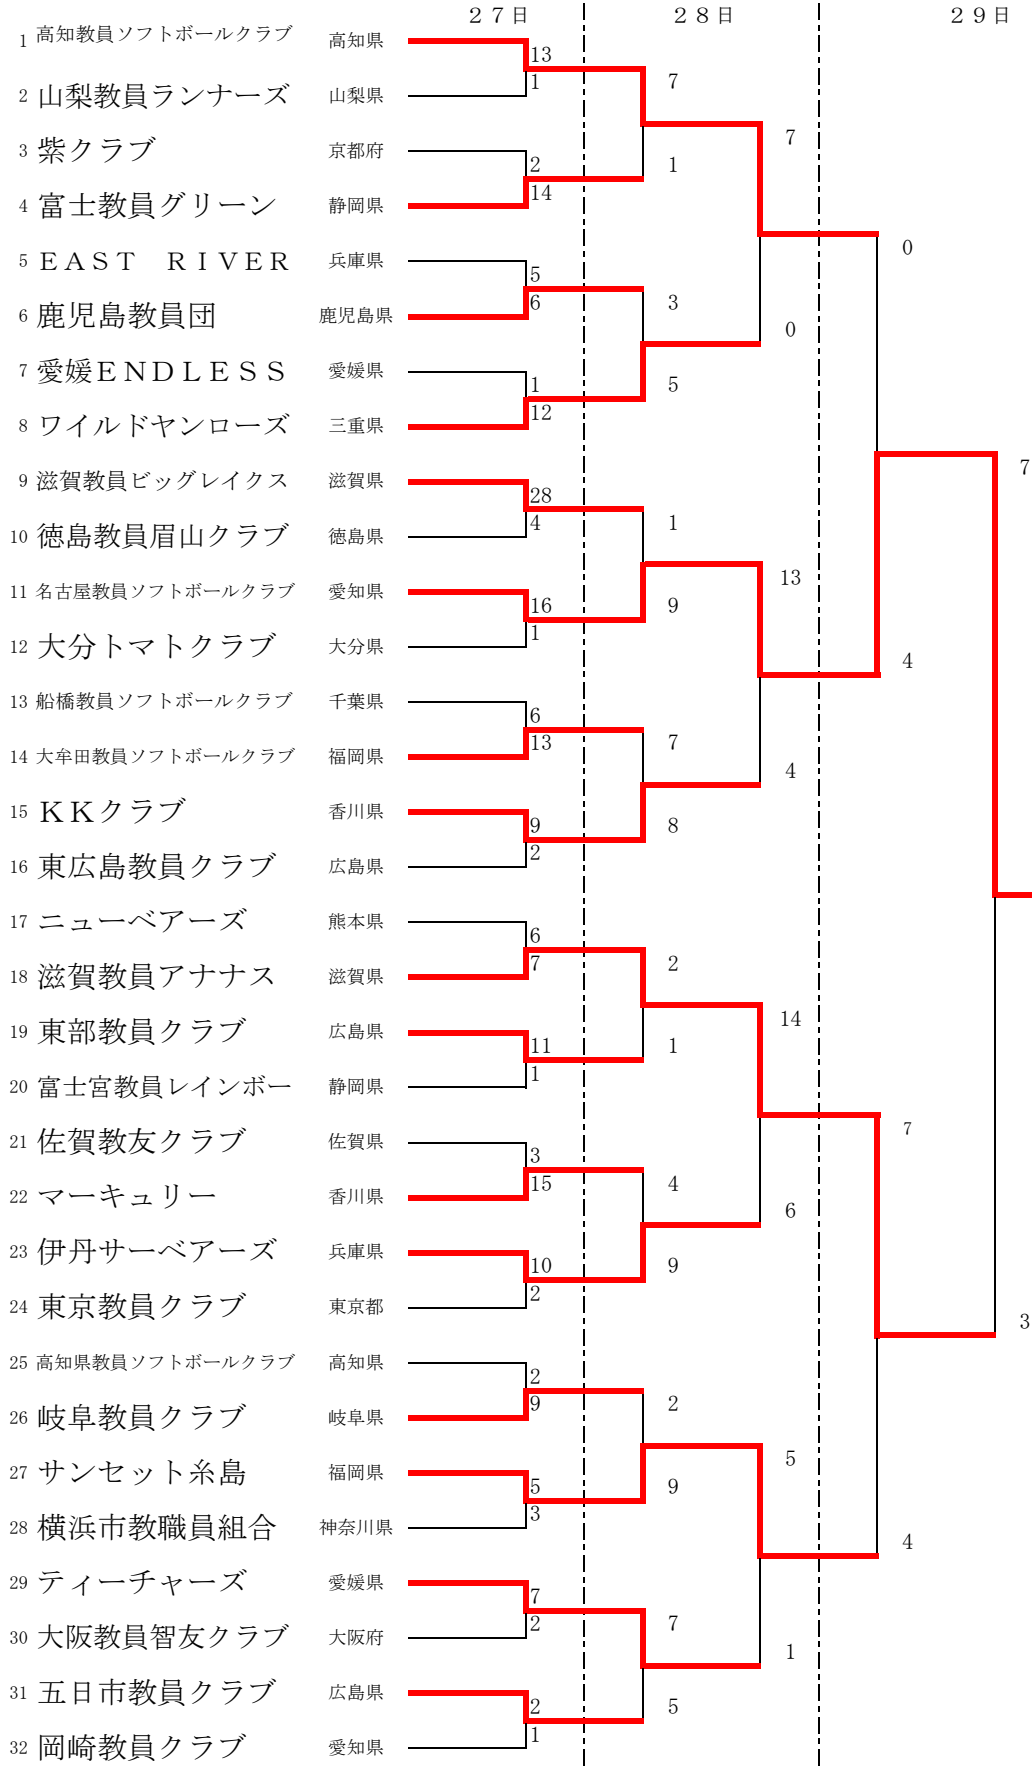 ２７日 ２８日 ２９日
1 高知教員ソフトボールクラブ 高知県
13
7
1
2 山梨教員ランナーズ 山梨県
7
3 紫クラブ 京都府
2
1
14
4 富士教員グリーン 静岡県
0
5 ＥＡＳＴ　ＲＩＶＥＲ 兵庫県
5
6
3
6 鹿児島教員団 鹿児島県
0
7 愛媛ＥＮＤＬＥＳＳ 愛媛県
1
5
12
8 ワイルドヤンローズ 三重県
7
9 滋賀教員ビッグレイクス 滋賀県
28
4
1
10 徳島教員眉山クラブ 徳島県
13
11 名古屋教員ソフトボールクラブ 愛知県
16
9
1
12 大分トマトクラブ 大分県
4
13 船橋教員ソフトボールクラブ 千葉県
6
13
7
14 大牟田教員ソフトボールクラブ 福岡県
4
15 ＫＫクラブ 香川県
9
8
2
16 東広島教員クラブ 広島県
17 ニューベアーズ 熊本県
6
7
2
18 滋賀教員アナナス 滋賀県
14
19 東部教員クラブ 広島県
11
1
1
20 富士宮教員レインボー 静岡県
7
21 佐賀教友クラブ 佐賀県
3
15
4
22 マーキュリー 香川県
6
23 伊丹サーベアーズ 兵庫県
10
9
2
24 東京教員クラブ 東京都
3
25 高知県教員ソフトボールクラブ 高知県
2
9
2
26 岐阜教員クラブ 岐阜県
5
27 サンセット糸島 福岡県
5
9
3
28 横浜市教職員組合 神奈川県
4
29 ティーチャーズ 愛媛県
7
2
7
30 大阪教員智友クラブ 大阪府
1
31 五日市教員クラブ 広島県
2
5
1
32 岡崎教員クラブ 愛知県